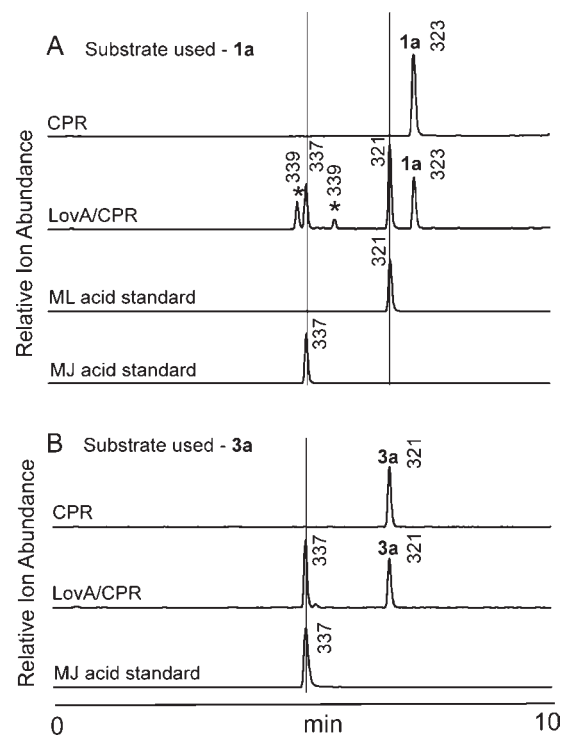 A Substrate used - 1a
1a 323
CPR
339 337 339 321 1a 323
* *
LovA/CPR
321
ML acid standard
337
MJ acid standard
Relative Ion Abundance
B Substrate used - 3a
3a 321
CPR
337 3a 321
LovA/CPR
337
MJ acid standard
Relative Ion Abundance
0 min 10